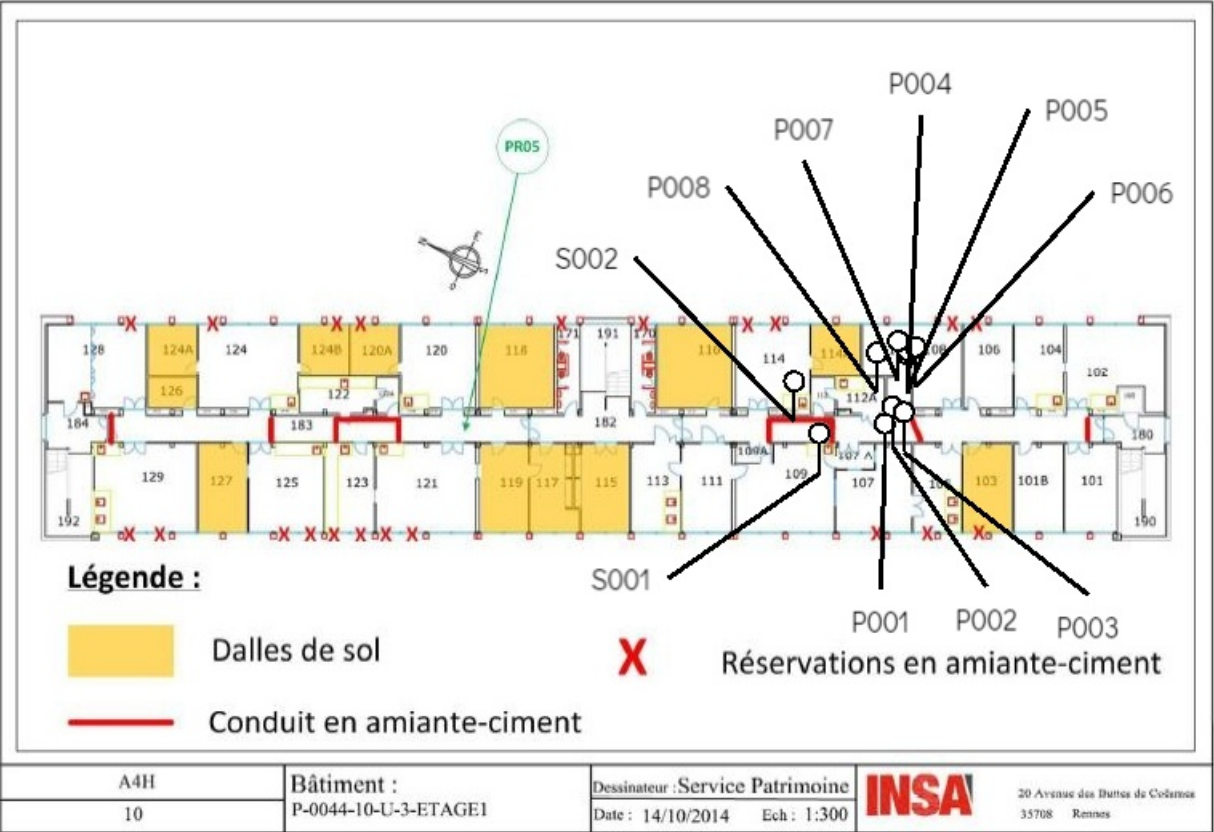 P004
P005
P007
PR05
P008
P006
S002
128
124A
124
124B
120A
120
118
171
191
170
116
114
106
104
102
126
122
112A
184
183
182
180
129
127
125
123
121
119
117
115
113
111
109A
109
107 A
107
103
101B
101
192
190
Légende :
S001
P001
P002
P003
Dalles de sol
X
Réservations en amiante-ciment
Conduit en amiante-ciment
A4H
10
Bâtiment :
P-0044-10-U-3-ETAGE1
Dessinateur : Service Patrimoine
Date : 14/10/2014 Ech : 1:300
INSA
20 Avenue des Buttes de Coësmes
35708 Rennes